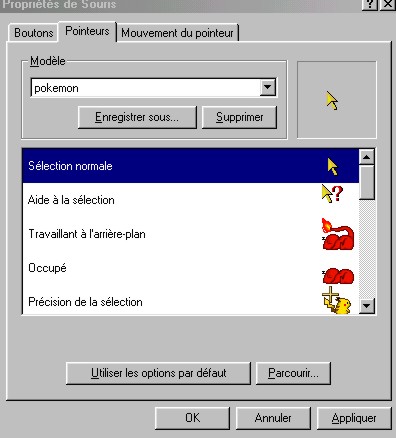 Propriétés de Souris
Boutons Pointeurs Mouvement du pointeur
Modèle
pokemon
Enregistrer sous... Supprimer
Sélection normale
Aide à la sélection
Travaillant à l'arrière-plan
Occupé
Précision de la sélection
Utiliser les options par défaut Parcourir...
OK Annuler Appliquer